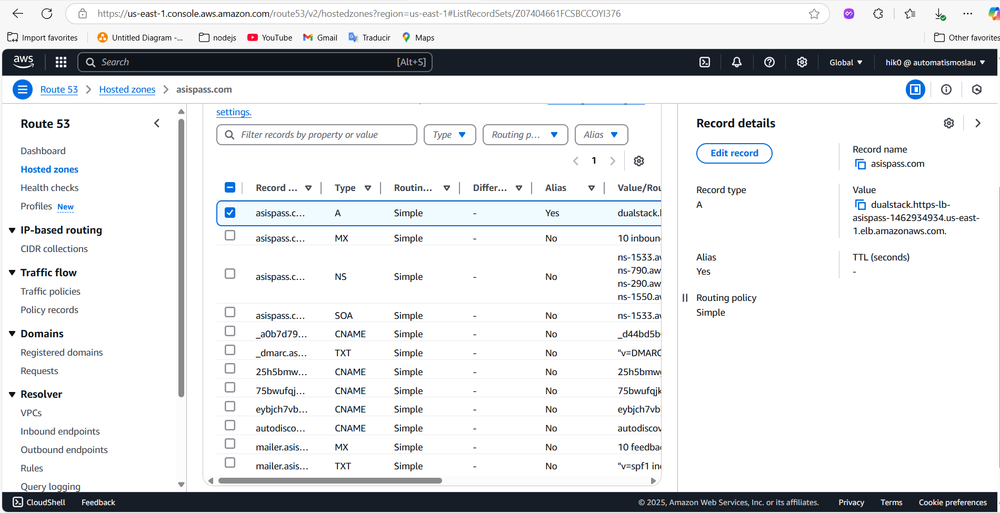 https://us-east-1.console.aws.amazon.com/route53/v2/hostedzones?region=us-east-1#ListRecordSets/Z07404661FCSBCCOYI376
Import favorites
Untitled Diagram -...
nodejs
YouTube
Gmail
Traducir
Maps
Other favorites
aws
Search
[Alt+S]
Global
hik0 @ automatismoslau
Route 53
Hosted zones
asispass.com
Route 53
Dashboard
Hosted zones
Health checks
Profiles New
IP-based routing
CIDR collections
Traffic flow
Traffic policies
Policy records
Domains
Registered domains
Requests
Resolver
VPCs
Inbound endpoints
Outbound endpoints
Rules
Query logging
settings.
Filter records by property or value
Type
Routing p...
Alias
1
Record ... Type Routin... Differ... Alias Value/Rou
asispass.c... A Simple - Yes dualstack.
asispass.c... MX Simple - No 10 inboun
ns-1533.aw
ns-790.aw
asispass.c... NS Simple - No
ns-290.aw
ns-1550.aw
asispass.c... SOA Simple - No ns-1533.aw
_a0b7d79... CNAME Simple - No _d44bd5b
_dmarc.as... TXT Simple - No "v=DMARC
25h5bmw... CNAME Simple - No 25h5bmw
75bwufqj... CNAME Simple - No 75bwufqjk
eybjch7vb... CNAME Simple - No eybjch7vb
autodisco... CNAME Simple - No autodiscov
mailer.asis... MX Simple - No 10 feedba
mailer.asis... TXT Simple - No "v=spf1 in
Record details
Edit record
Record name
asispass.com
Record type
A
Value
dualstack.https-lb-
asispass-1462934934.us-east-
1.elb.amazonaws.com.
Alias
Yes
TTL (seconds)
-
Routing policy
Simple
CloudShell
Feedback
© 2025, Amazon Web Services, Inc. or its affiliates.
Privacy
Terms
Cookie preferences